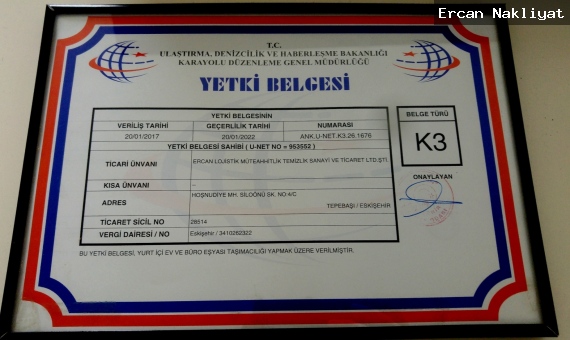 Ercan Nakliyat
T.C.
ULAŞTIRMA, DENİZCİLİK VE HABERLEŞME BAKANLIĞI
KARAYOLU DÜZENLEME GENEL MÜDÜRLÜĞÜ
YETKİ BELGESİ
YETKİ BELGESİNİN
VERİLİŞ TARİHİ GEÇERLİLİK TARİHİ NUMARASI
20/01/2017 20/01/2022 ANK.U-NET.K3.26.1676
YETKİ BELGESİ SAHİBİ ( U-NET NO = 953552 )
TİCARİ ÜNVANI ERCAN LOJİSTİK MÜTEAHHİTLİK TEMİZLİK SANAYİ VE TİCARET LTD.ŞTİ.
KISA ÜNVANI --
ADRES HOŞNUDİYE MH. SİLOÖNÜ SK. NO:4/C
TEPEBAŞI / ESKİŞEHİR
TİCARET SİCİL NO 28514
VERGİ DAİRESİ / NO Eskişehir / 3410262322
BU YETKİ BELGESİ, YURT İÇİ EV VE BÜRO EŞYASI TAŞIMACILIĞI YAPMAK ÜZERE VERİLMİŞTİR.
BELGE TÜRÜ
K3
ONAYLAYAN